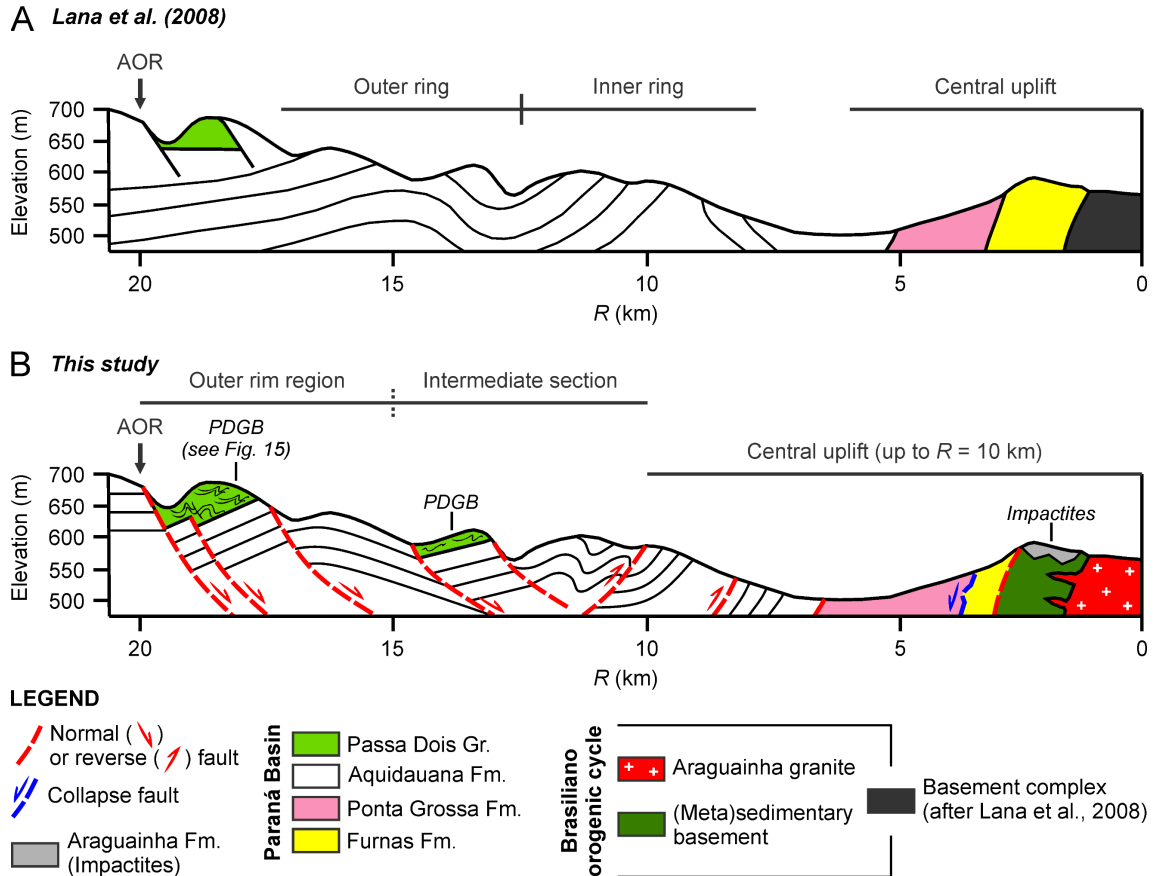 A Lana et al. (2008)
AOR
Outer ring
Inner ring
Central uplift
Elevation (m)
700
650
600
550
500
20
15
10
5
0
R (km)
B This study
Outer rim region
Intermediate section
AOR
PDGB
(see Fig. 15)
PDGB
Central uplift (up to R = 10 km)
Impactites
Elevation (m)
700
650
600
550
500
20
15
10
5
0
R (km)
LEGEND
Normal ( )
or reverse ( ) fault
Collapse fault
Araguainha Fm.
(Impactites)
Paraná Basin
Passa Dois Gr.
Aquidauana Fm.
Ponta Grossa Fm.
Furnas Fm.
Brasiliano
orogenic cycle
Araguainha granite
(Meta)sedimentary
basement
Basement complex
(after Lana et al., 2008)